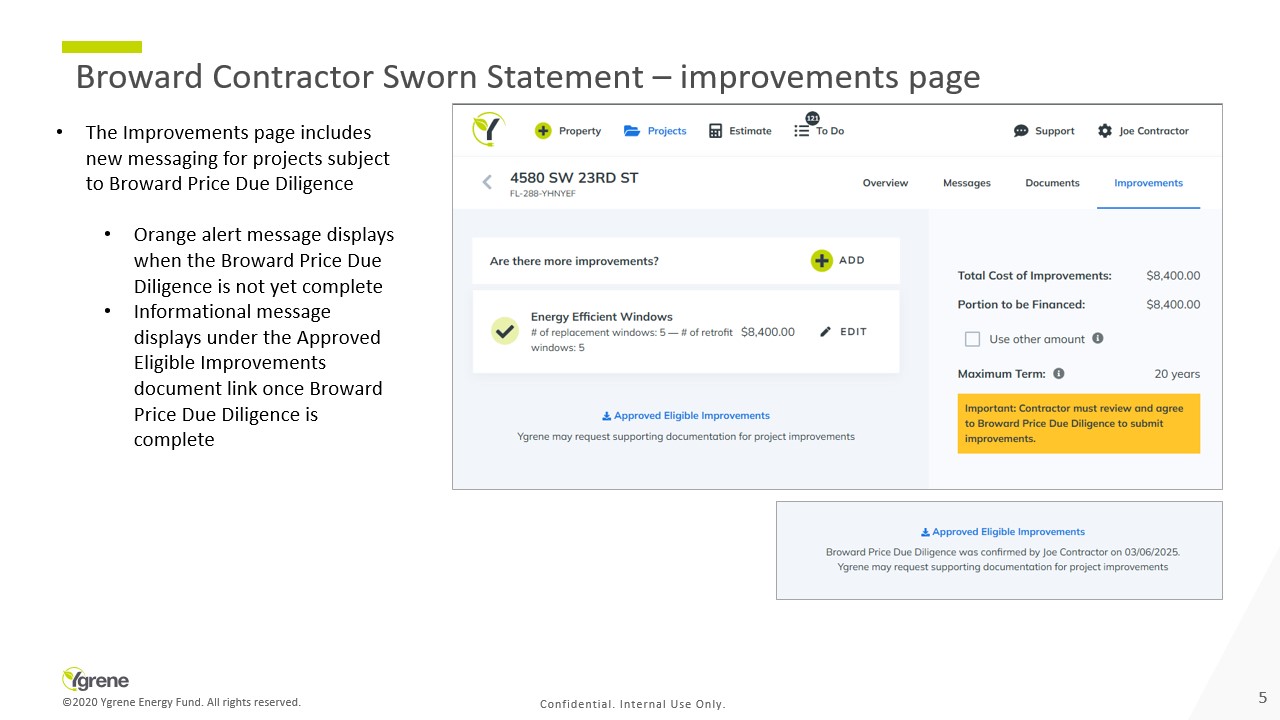 Broward Contractor Sworn Statement – improvements page
• The Improvements page includes
new messaging for projects subject
to Broward Price Due Diligence
• Orange alert message displays
when the Broward Price Due
Diligence is not yet complete
• Informational message
displays under the Approved
Eligible Improvements
document link once Broward
Price Due Diligence is
complete
Y Property Projects Estimate 121 To Do Support Joe Contractor
4580 SW 23RD ST
FL-288-YHNYEF
Overview Messages Documents Improvements
Are there more improvements? ADD
Energy Efficient Windows
# of replacement windows: 5 — # of retrofit
windows: 5
$8,400.00 EDIT
Approved Eligible Improvements
Ygrene may request supporting documentation for project improvements
Total Cost of Improvements: $8,400.00
Portion to be Financed: $8,400.00
Use other amount
Maximum Term: 20 years
Important: Contractor must review and agree
to Broward Price Due Diligence to submit
improvements.
Approved Eligible Improvements
Broward Price Due Diligence was confirmed by Joe Contractor on 03/06/2025.
Ygrene may request supporting documentation for project improvements
Ygrene
©2020 Ygrene Energy Fund. All rights reserved.
Confidential. Internal Use Only.
5